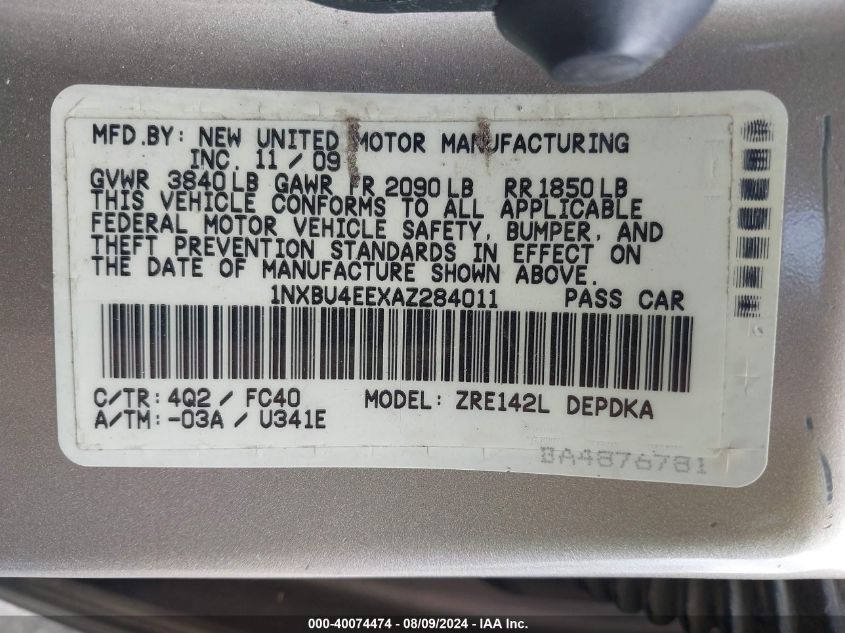 MFD.BY: NEW UNITED MOTOR MANUFACTURING
INC. 11 / 09
GVWR 3840 LB GAWR FR 2090 LB RR 1850 LB
THIS VEHICLE CONFORMS TO ALL APPLICABLE
FEDERAL MOTOR VEHICLE SAFETY, BUMPER, AND
THEFT PREVENTION STANDARDS IN EFFECT ON
THE DATE OF MANUFACTURE SHOWN ABOVE.
1NXBU4EEXAZ284011 PASS CAR
C/TR: 4Q2 / FC40 MODEL: ZRE142L DEPDKA
A/TM: -03A / U341E
BA4876781
000-40074474 — 08/09/2024 — IAA Inc.